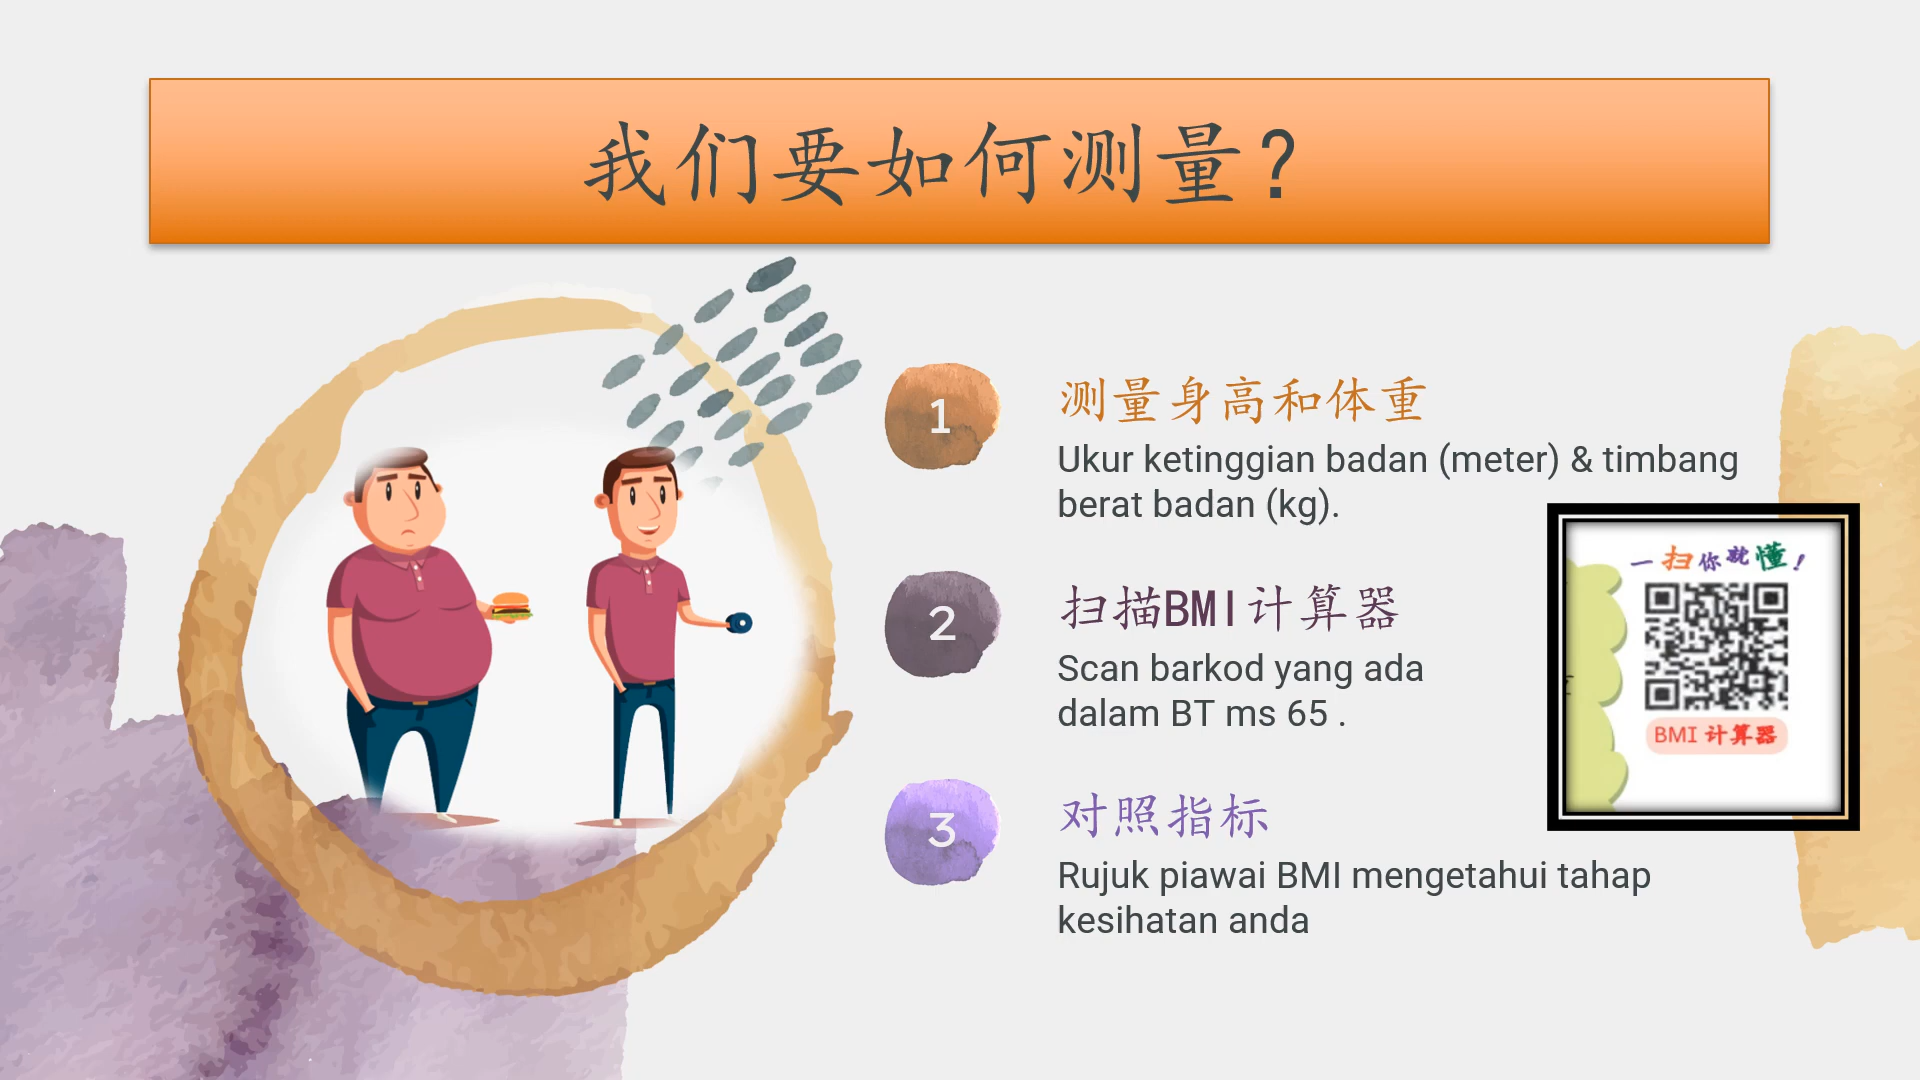 我们要如何测量?
1
测量身高和体重
Ukur ketinggian badan (meter) & timbang
berat badan (kg).
2
扫描BMI计算器
Scan barkod yang ada
dalam BT ms 65 .
一扫你就懂!
BMI 计算器
3
对照指标
Rujuk piawai BMI mengetahui tahap
kesihatan anda